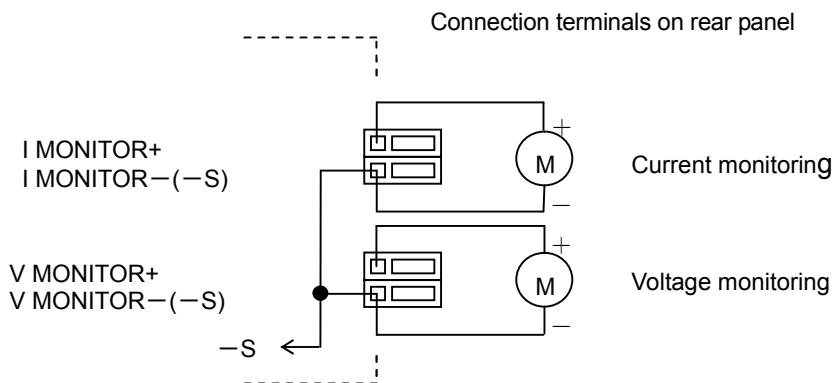 Connection terminals on rear panel
I MONITOR+
I MONITOR－(－S)
+
M
－
Current monitoring
V MONITOR+
V MONITOR－(－S)
+
M
－
Voltage monitoring
－S